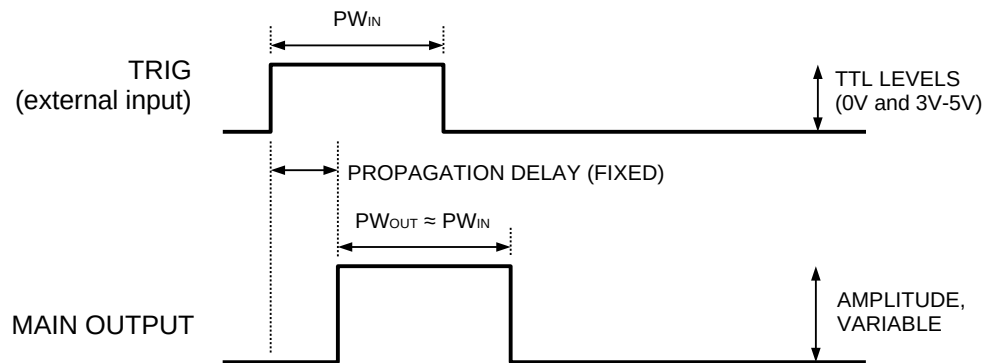 PWIN
TRIG
(external input)
TTL LEVELS
(0V and 3V-5V)
PROPAGATION DELAY (FIXED)
PWOUT ≈ PWIN
MAIN OUTPUT
AMPLITUDE,
VARIABLE